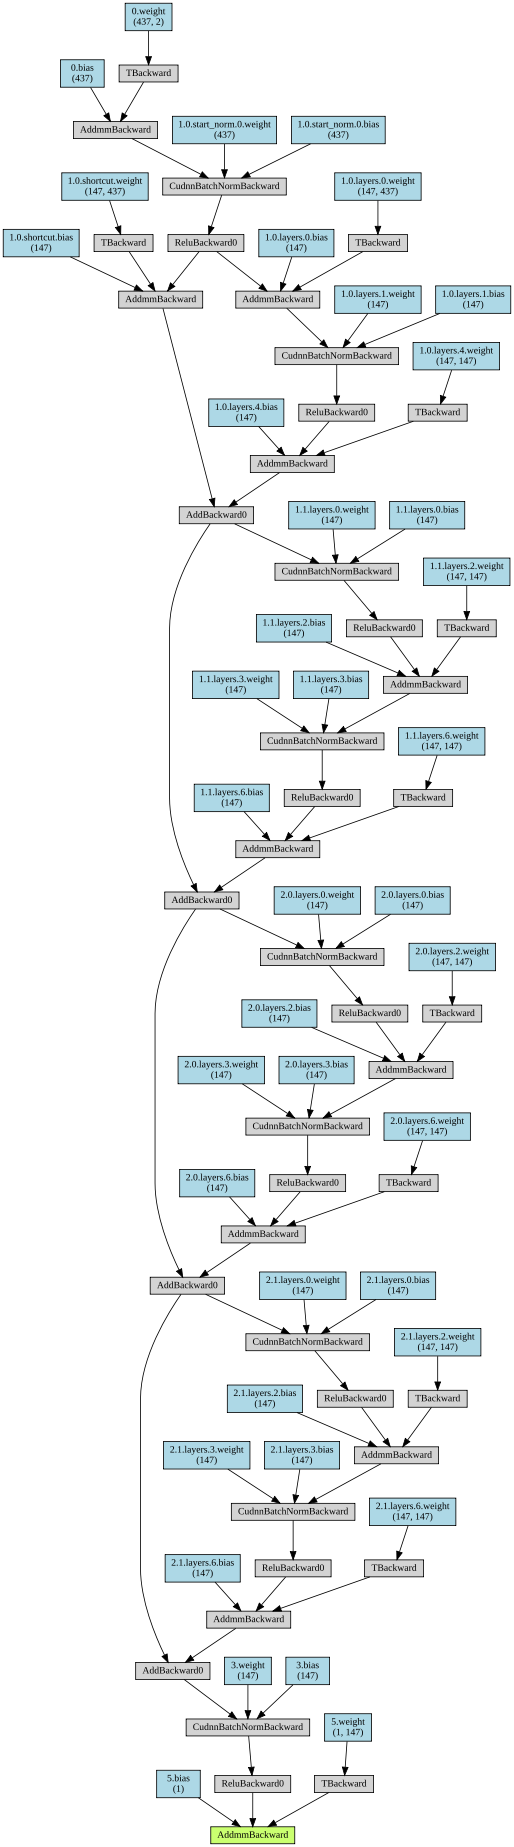 0.weight
(437, 2)
0.bias
(437)
TBackward
AddmmBackward
1.0.start_norm.0.weight
(437)
1.0.start_norm.0.bias
(437)
1.0.shortcut.weight
(147, 437)
CudnnBatchNormBackward
1.0.layers.0.weight
(147, 437)
1.0.shortcut.bias
(147)
TBackward
ReluBackward0
1.0.layers.0.bias
(147)
TBackward
AddmmBackward
AddmmBackward
1.0.layers.1.weight
(147)
1.0.layers.1.bias
(147)
CudnnBatchNormBackward
1.0.layers.4.weight
(147, 147)
1.0.layers.4.bias
(147)
ReluBackward0
TBackward
AddmmBackward
AddBackward0
1.1.layers.0.weight
(147)
1.1.layers.0.bias
(147)
CudnnBatchNormBackward
1.1.layers.2.weight
(147, 147)
1.1.layers.2.bias
(147)
ReluBackward0
TBackward
1.1.layers.3.weight
(147)
1.1.layers.3.bias
(147)
AddmmBackward
CudnnBatchNormBackward
1.1.layers.6.weight
(147, 147)
1.1.layers.6.bias
(147)
ReluBackward0
TBackward
AddmmBackward
AddBackward0
2.0.layers.0.weight
(147)
2.0.layers.0.bias
(147)
CudnnBatchNormBackward
2.0.layers.2.weight
(147, 147)
2.0.layers.2.bias
(147)
ReluBackward0
TBackward
2.0.layers.3.weight
(147)
2.0.layers.3.bias
(147)
AddmmBackward
CudnnBatchNormBackward
2.0.layers.6.weight
(147, 147)
2.0.layers.6.bias
(147)
ReluBackward0
TBackward
AddmmBackward
AddBackward0
2.1.layers.0.weight
(147)
2.1.layers.0.bias
(147)
CudnnBatchNormBackward
2.1.layers.2.weight
(147, 147)
2.1.layers.2.bias
(147)
ReluBackward0
TBackward
2.1.layers.3.weight
(147)
2.1.layers.3.bias
(147)
AddmmBackward
CudnnBatchNormBackward
2.1.layers.6.weight
(147, 147)
2.1.layers.6.bias
(147)
ReluBackward0
TBackward
AddmmBackward
AddBackward0
3.weight
(147)
3.bias
(147)
CudnnBatchNormBackward
5.weight
(1, 147)
5.bias
(1)
ReluBackward0
TBackward
AddmmBackward